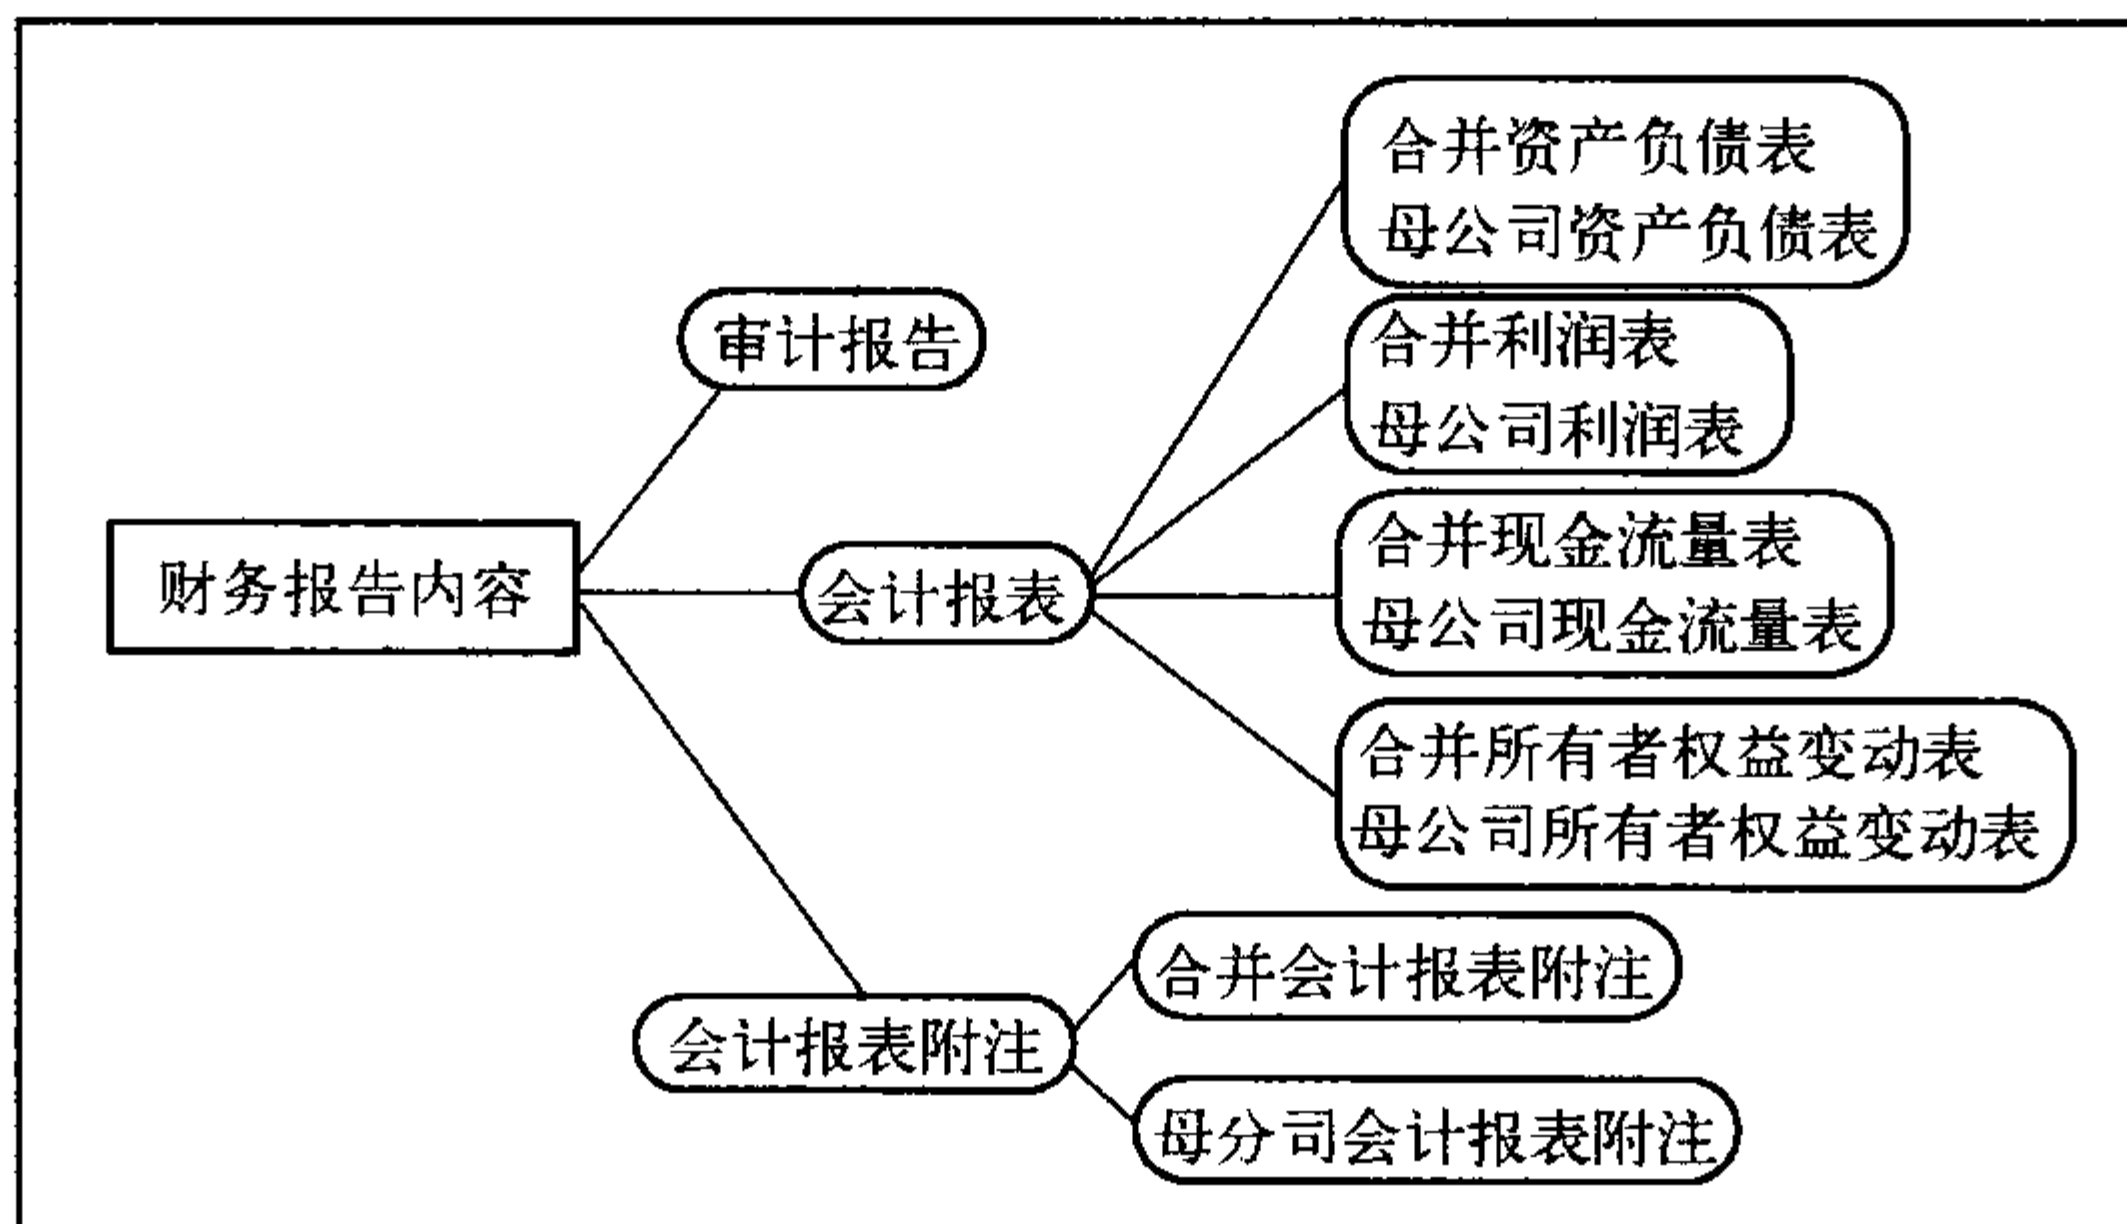 财务报告内容
审计报告
会计报表
合并资产负债表
母公司资产负债表
合并利润表
母公司利润表
合并现金流量表
母公司现金流量表
合并所有者权益变动表
母公司所有者权益变动表
会计报表附注
合并会计报表附注
母分司会计报表附注